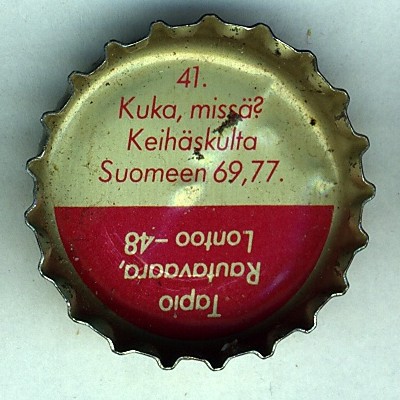 41.
Kuka, missä?
Keihäskulta
Suomeen 69,77.
Tapio
Rautavaara,
Lontoo -48